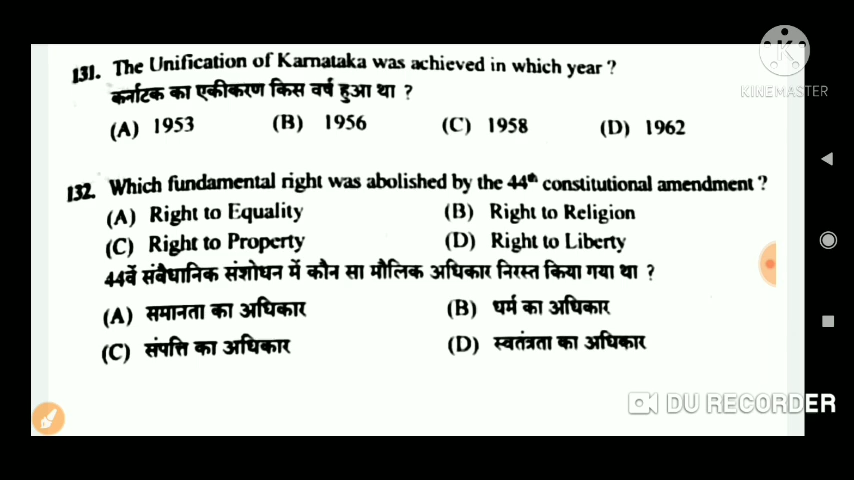 131. The Unification of Karnataka was achieved in which year ?
कर्नाटक का एकीकरण किस वर्ष हुआ था ?
(A) 1953 (B) 1956 (C) 1958 (D) 1962
132. Which fundamental right was abolished by the 44th constitutional amendment ?
(A) Right to Equality (B) Right to Religion
(C) Right to Property (D) Right to Liberty
44वें संवैधानिक संशोधन में कौन सा मौलिक अधिकार निरस्त किया गया था ?
(A) समानता का अधिकार (B) धर्म का अधिकार
(C) संपत्ति का अधिकार (D) स्वतंत्रता का अधिकार
K
KINEMASTER
DU RECORDER